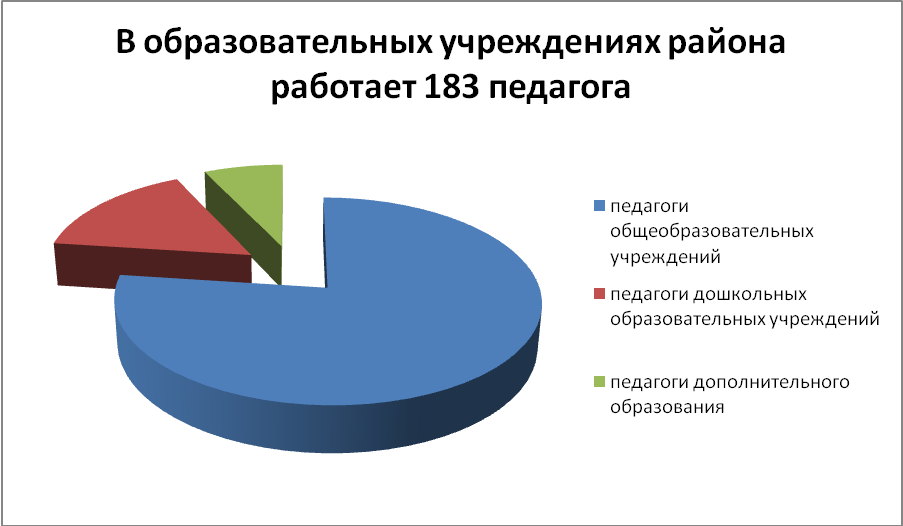 В образовательных учреждениях района
работает 183 педагога
педагоги
общеобразовательных
учреждений
педагоги дошкольных
образовательных учреждений
педагоги дополнительного
образования